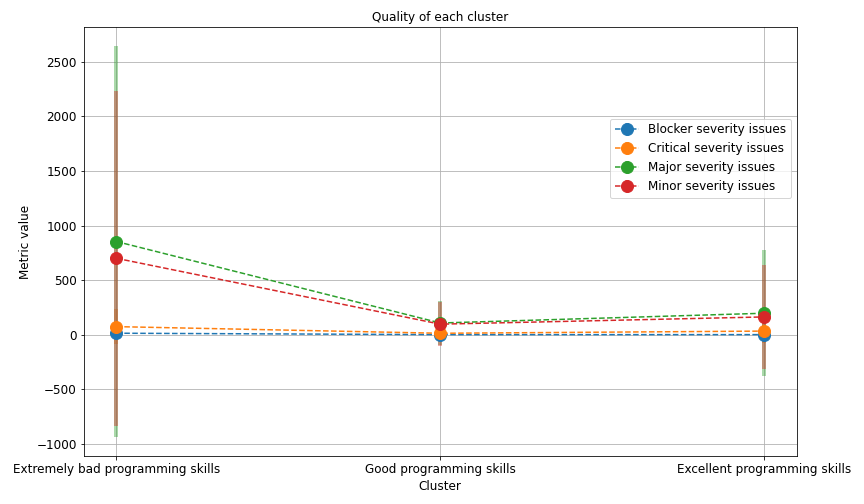 Quality of each cluster
2500
2000
1500
1000
500
0
−500
−1000
Metric value
Blocker severity issues
Critical severity issues
Major severity issues
Minor severity issues
Extremely bad programming skills
Good programming skills
Excellent programming skills
Cluster